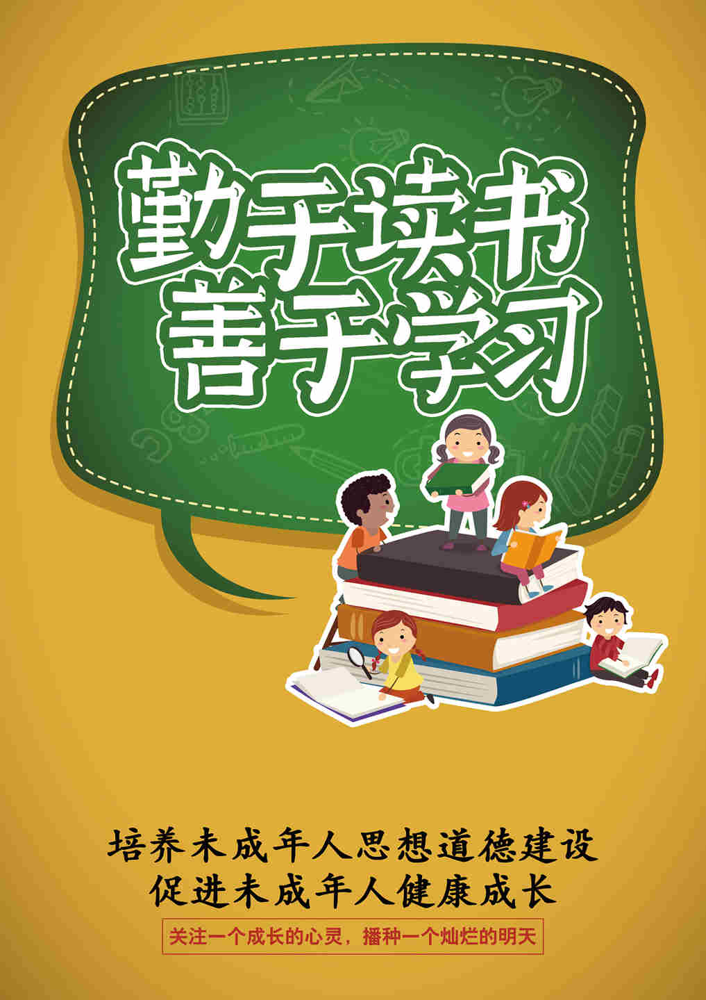 勤于读书
善于学习
培养未成年人思想道德建设
促进未成年人健康成长
关注一个成长的心灵，播种一个灿烂的明天